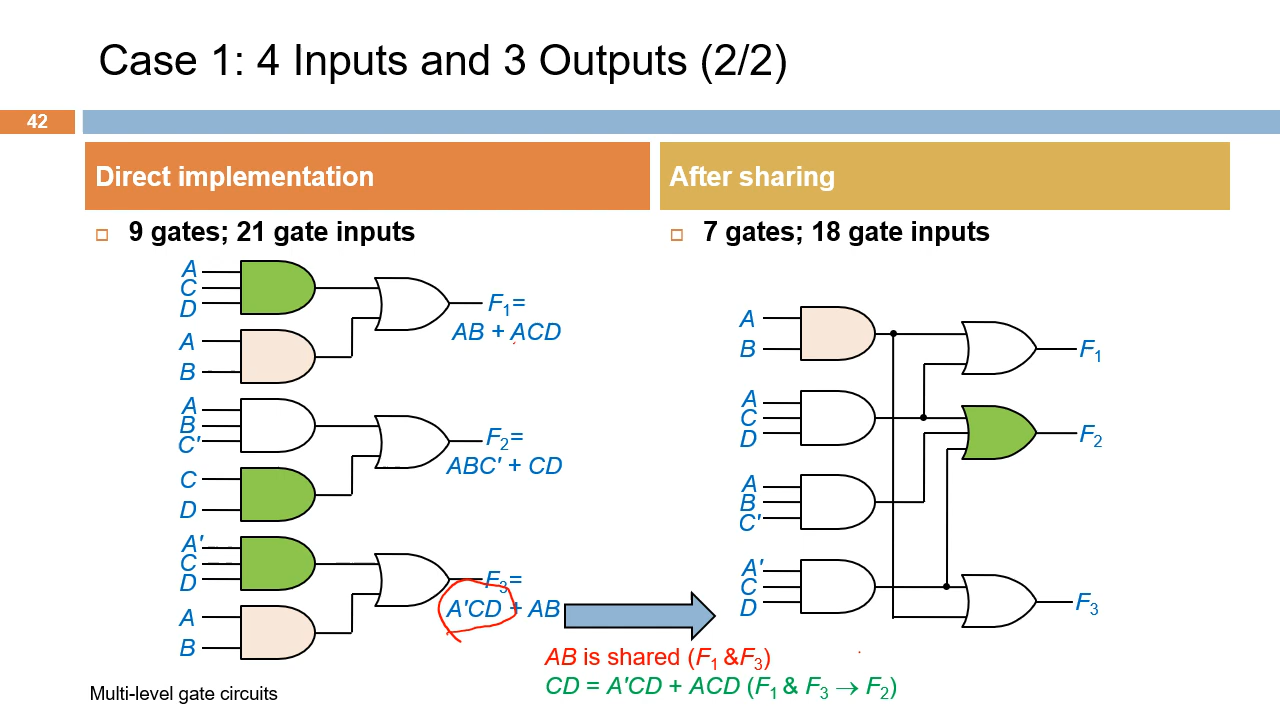 Case 1: 4 Inputs and 3 Outputs (2/2)
42
Direct implementation
After sharing
9 gates; 21 gate inputs
7 gates; 18 gate inputs
A
C
D
A
B
F₁=
AB + ACD
A
B
C'
C
D
F₂=
ABC' + CD
A'
C
D
A
B
F₃=
A'CD + AB
A
B
A
C
D
A
B
C'
A'
C
D
F₁
F₂
F₃
AB is shared (F₁ &F₃)
CD = A'CD + ACD (F₁ & F₃ → F₂)
Multi-level gate circuits